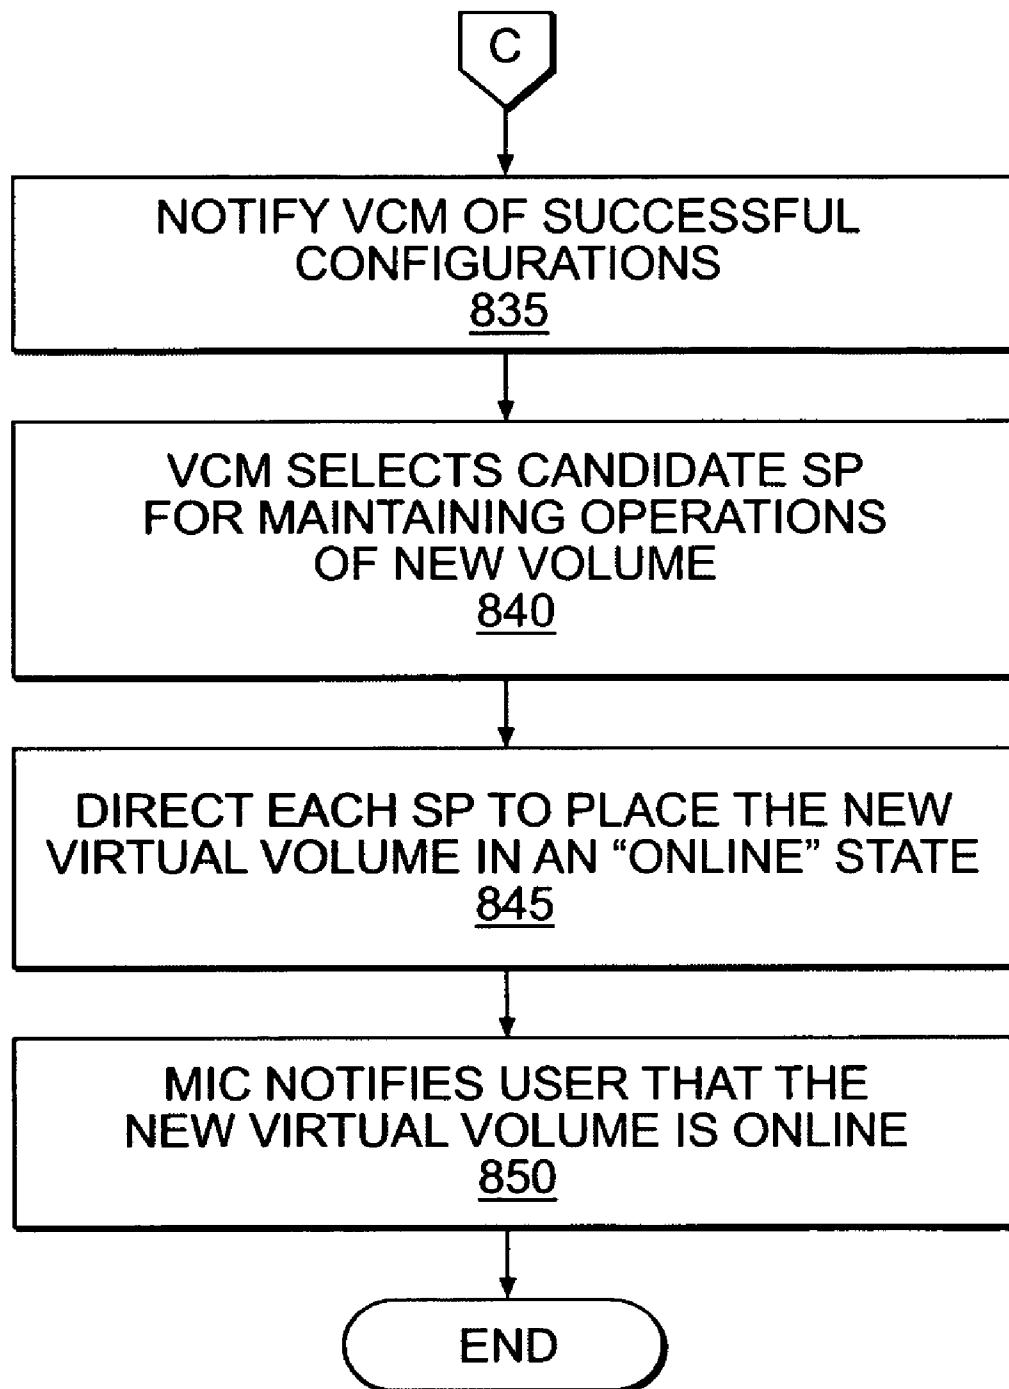 C
NOTIFY VCM OF SUCCESSFUL
CONFIGURATIONS
835
VCM SELECTS CANDIDATE SP
FOR MAINTAINING OPERATIONS
OF NEW VOLUME
840
DIRECT EACH SP TO PLACE THE NEW
VIRTUAL VOLUME IN AN “ONLINE” STATE
845
MIC NOTIFIES USER THAT THE
NEW VIRTUAL VOLUME IS ONLINE
850
END